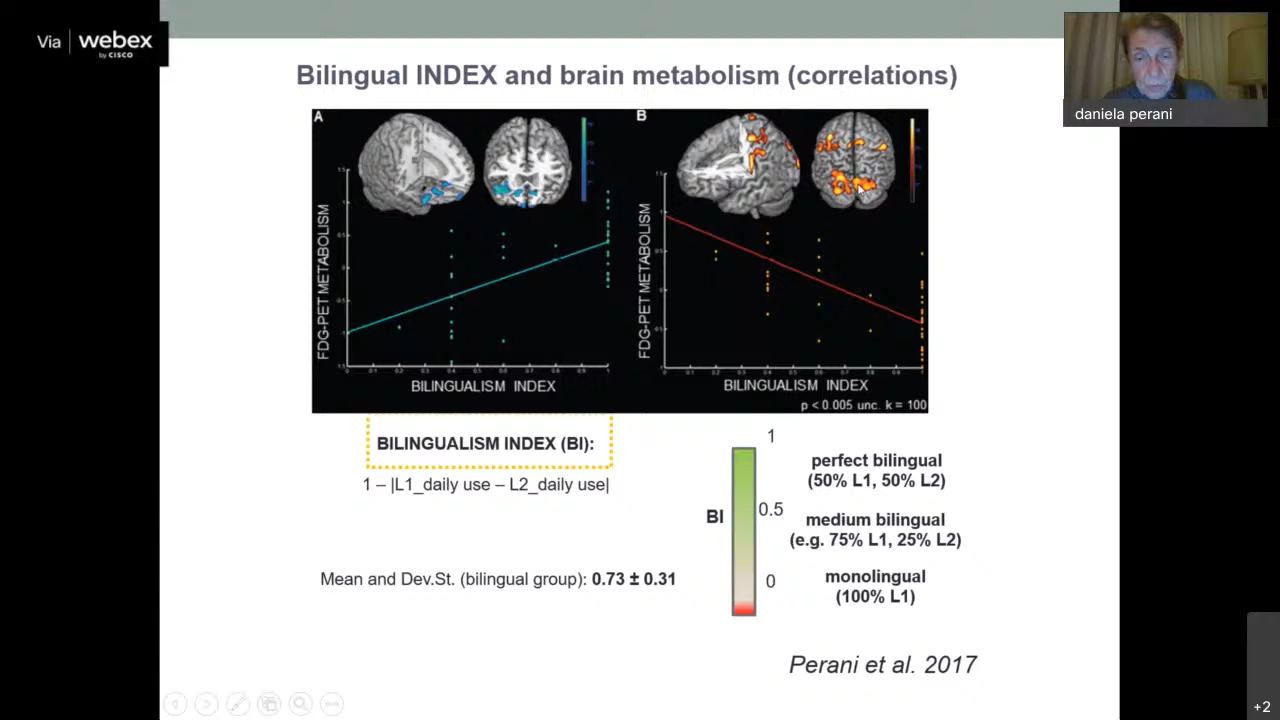 Via webex
by CISCO
Bilingual INDEX and brain metabolism (correlations)
daniela perani
A
B
FDG-PET METABOLISM
BILINGUALISM INDEX
FDG-PET METABOLISM
BILINGUALISM INDEX
p < 0.005 unc. k = 100
BILINGUALISM INDEX (BI):
1 – |L1_daily use – L2_daily use|
Mean and Dev.St. (bilingual group): 0.73 ± 0.31
BI
1
0.5
0
perfect bilingual
(50% L1, 50% L2)
medium bilingual
(e.g. 75% L1, 25% L2)
monolingual
(100% L1)
Perani et al. 2017
+2